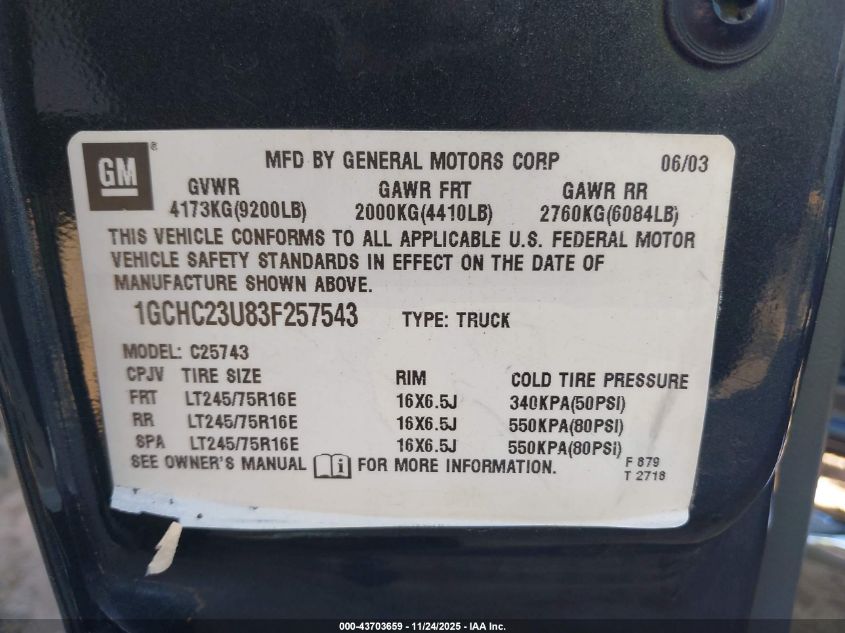 GM®
MFD BY GENERAL MOTORS CORP 06/03
GVWR GAWR FRT GAWR RR
4173KG(9200LB) 2000KG(4410LB) 2760KG(6084LB)
THIS VEHICLE CONFORMS TO ALL APPLICABLE U.S. FEDERAL MOTOR
VEHICLE SAFETY STANDARDS IN EFFECT ON THE DATE OF
MANUFACTURE SHOWN ABOVE.
1GCHC23U83F257543 TYPE: TRUCK
MODEL: C25743
CPJV TIRE SIZE RIM COLD TIRE PRESSURE
FRT LT245/75R16E 16X6.5J 340KPA(50PSI)
RR LT245/75R16E 16X6.5J 550KPA(80PSI)
SPA LT245/75R16E 16X6.5J 550KPA(80PSI)
SEE OWNER'S MANUAL i FOR MORE INFORMATION.
F 879
T 2718
000-43703659 - 11/24/2025 - IAA Inc.